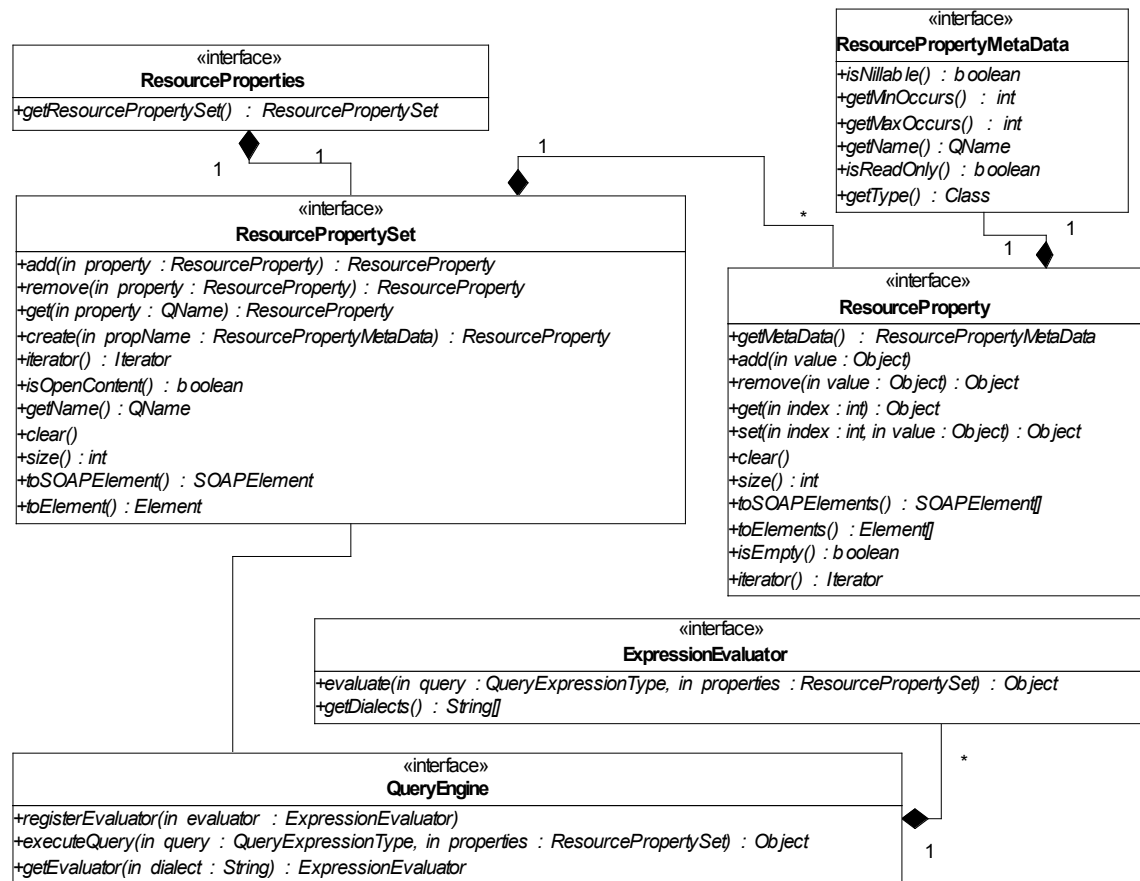 «interface»
ResourceProperties
+getResourcePropertySet() : ResourcePropertySet
1
1
«interface»
ResourcePropertyMetaData
+isNillable() : boolean
+getMinOccurs() : int
+getMaxOccurs() : int
+getName() : QName
+isReadOnly() : boolean
+getType() : Class
1
1
1
*
«interface»
ResourcePropertySet
+add(in property : ResourceProperty) : ResourceProperty
+remove(in property : ResourceProperty) : ResourceProperty
+get(in property : QName) : ResourceProperty
+create(in propName : ResourcePropertyMetaData) : ResourceProperty
+iterator() : Iterator
+isOpenContent() : boolean
+getName() : QName
+clear()
+size() : int
+toSOAPElement() : SOAPElement
+toElement() : Element
«interface»
ResourceProperty
+getMetaData() : ResourcePropertyMetaData
+add(in value : Object)
+remove(in value : Object) : Object
+get(in index : int) : Object
+set(in index : int, in value : Object) : Object
+clear()
+size() : int
+toSOAPElements() : SOAPElement[]
+toElements() : Element[]
+isEmpty() : boolean
+iterator() : Iterator
«interface»
ExpressionEvaluator
+evaluate(in query : QueryExpressionType, in properties : ResourcePropertySet) : Object
+getDialects() : String[]
*
1
«interface»
QueryEngine
+registerEvaluator(in evaluator : ExpressionEvaluator)
+executeQuery(in query : QueryExpressionType, in properties : ResourcePropertySet) : Object
+getEvaluator(in dialect : String) : ExpressionEvaluator